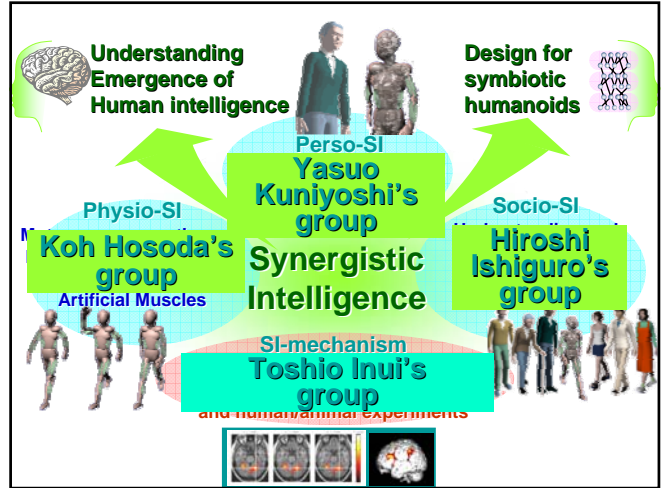 Understanding
Emergence of
Human intelligence
Design for
symbiotic
humanoids
Perso-SI
Yasuo
Kuniyoshi's
group
Physio-SI
Koh Hosoda's
group
Artificial Muscles
Socio-SI
Hiroshi
Ishiguro's
group
Synergistic
Intelligence
SI-mechanism
Toshio Inui's
group
and human/animal experiments